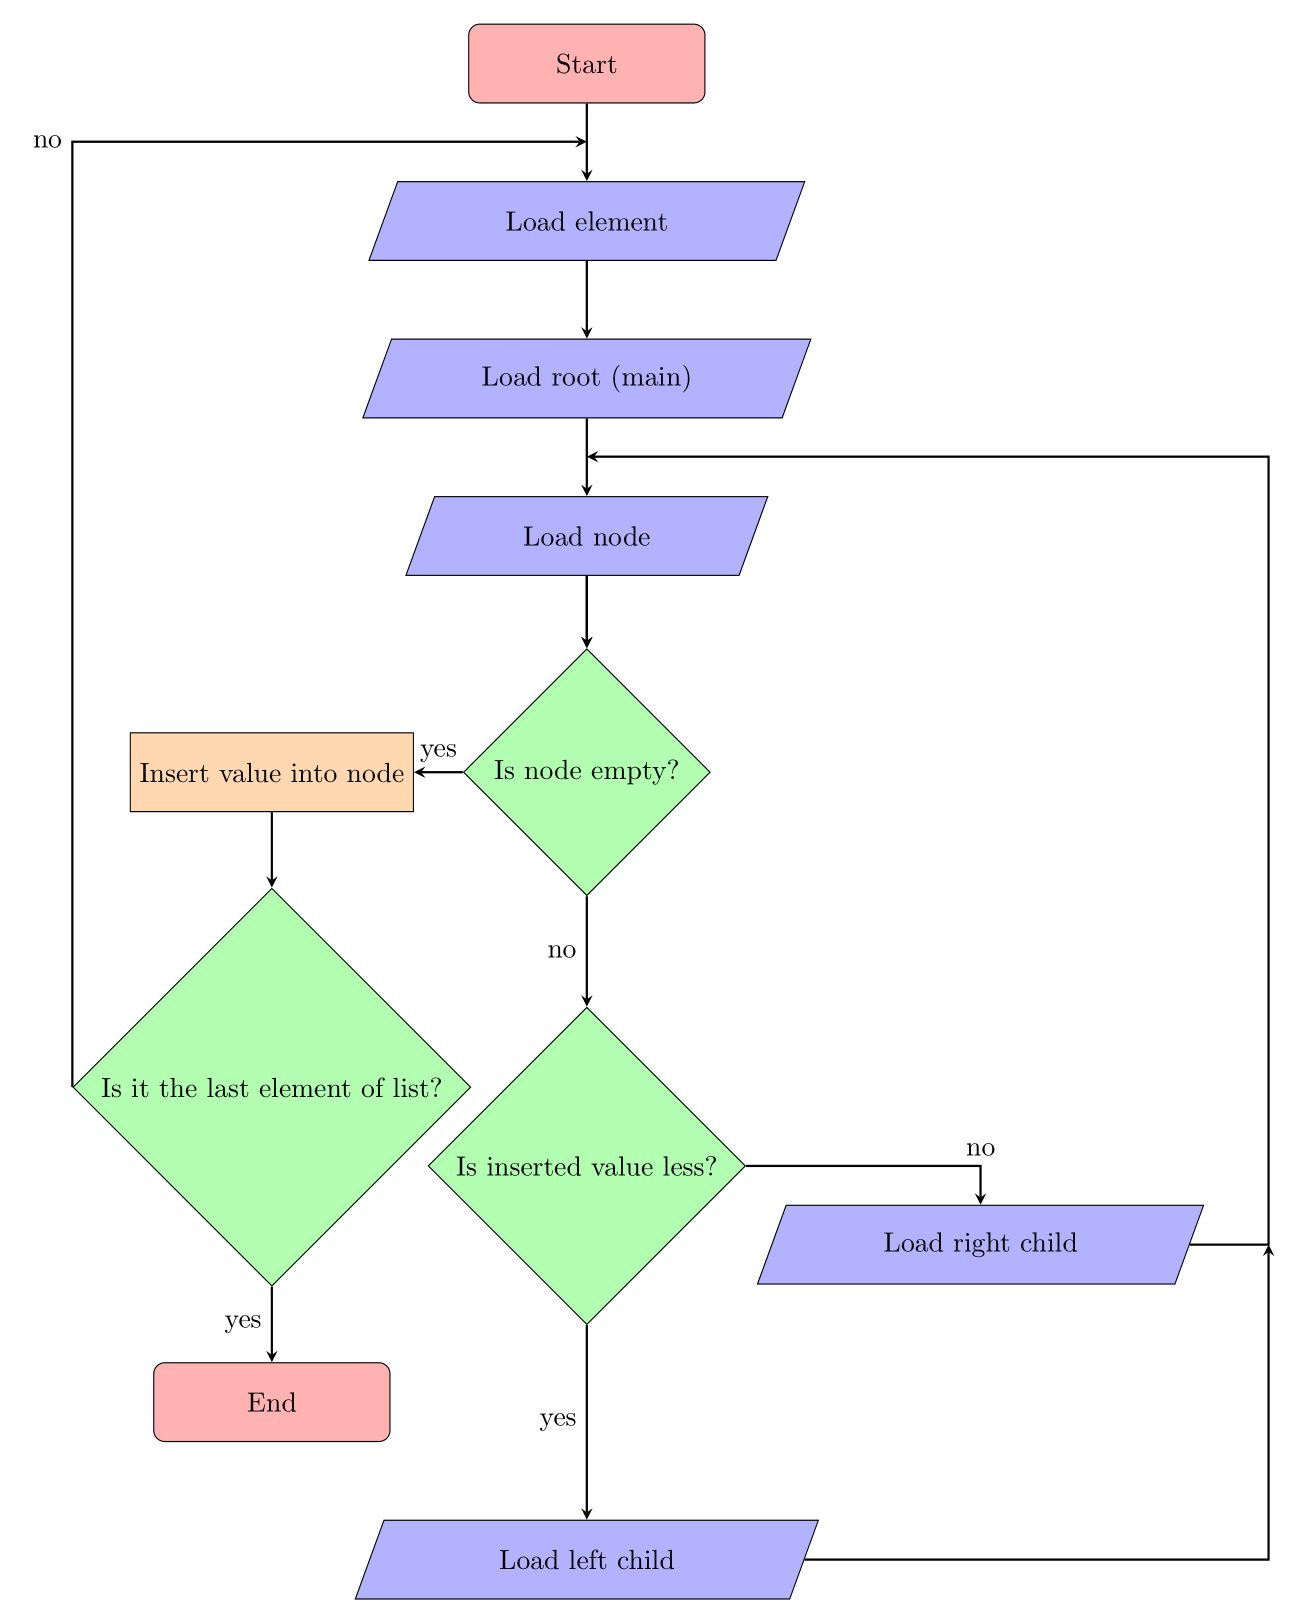 Start
no
Load element
Load root (main)
Load node
yes
Insert value into node
Is node empty?
no
Is it the last element of list?
Is inserted value less?
no
Load right child
yes
End
yes
Load left child